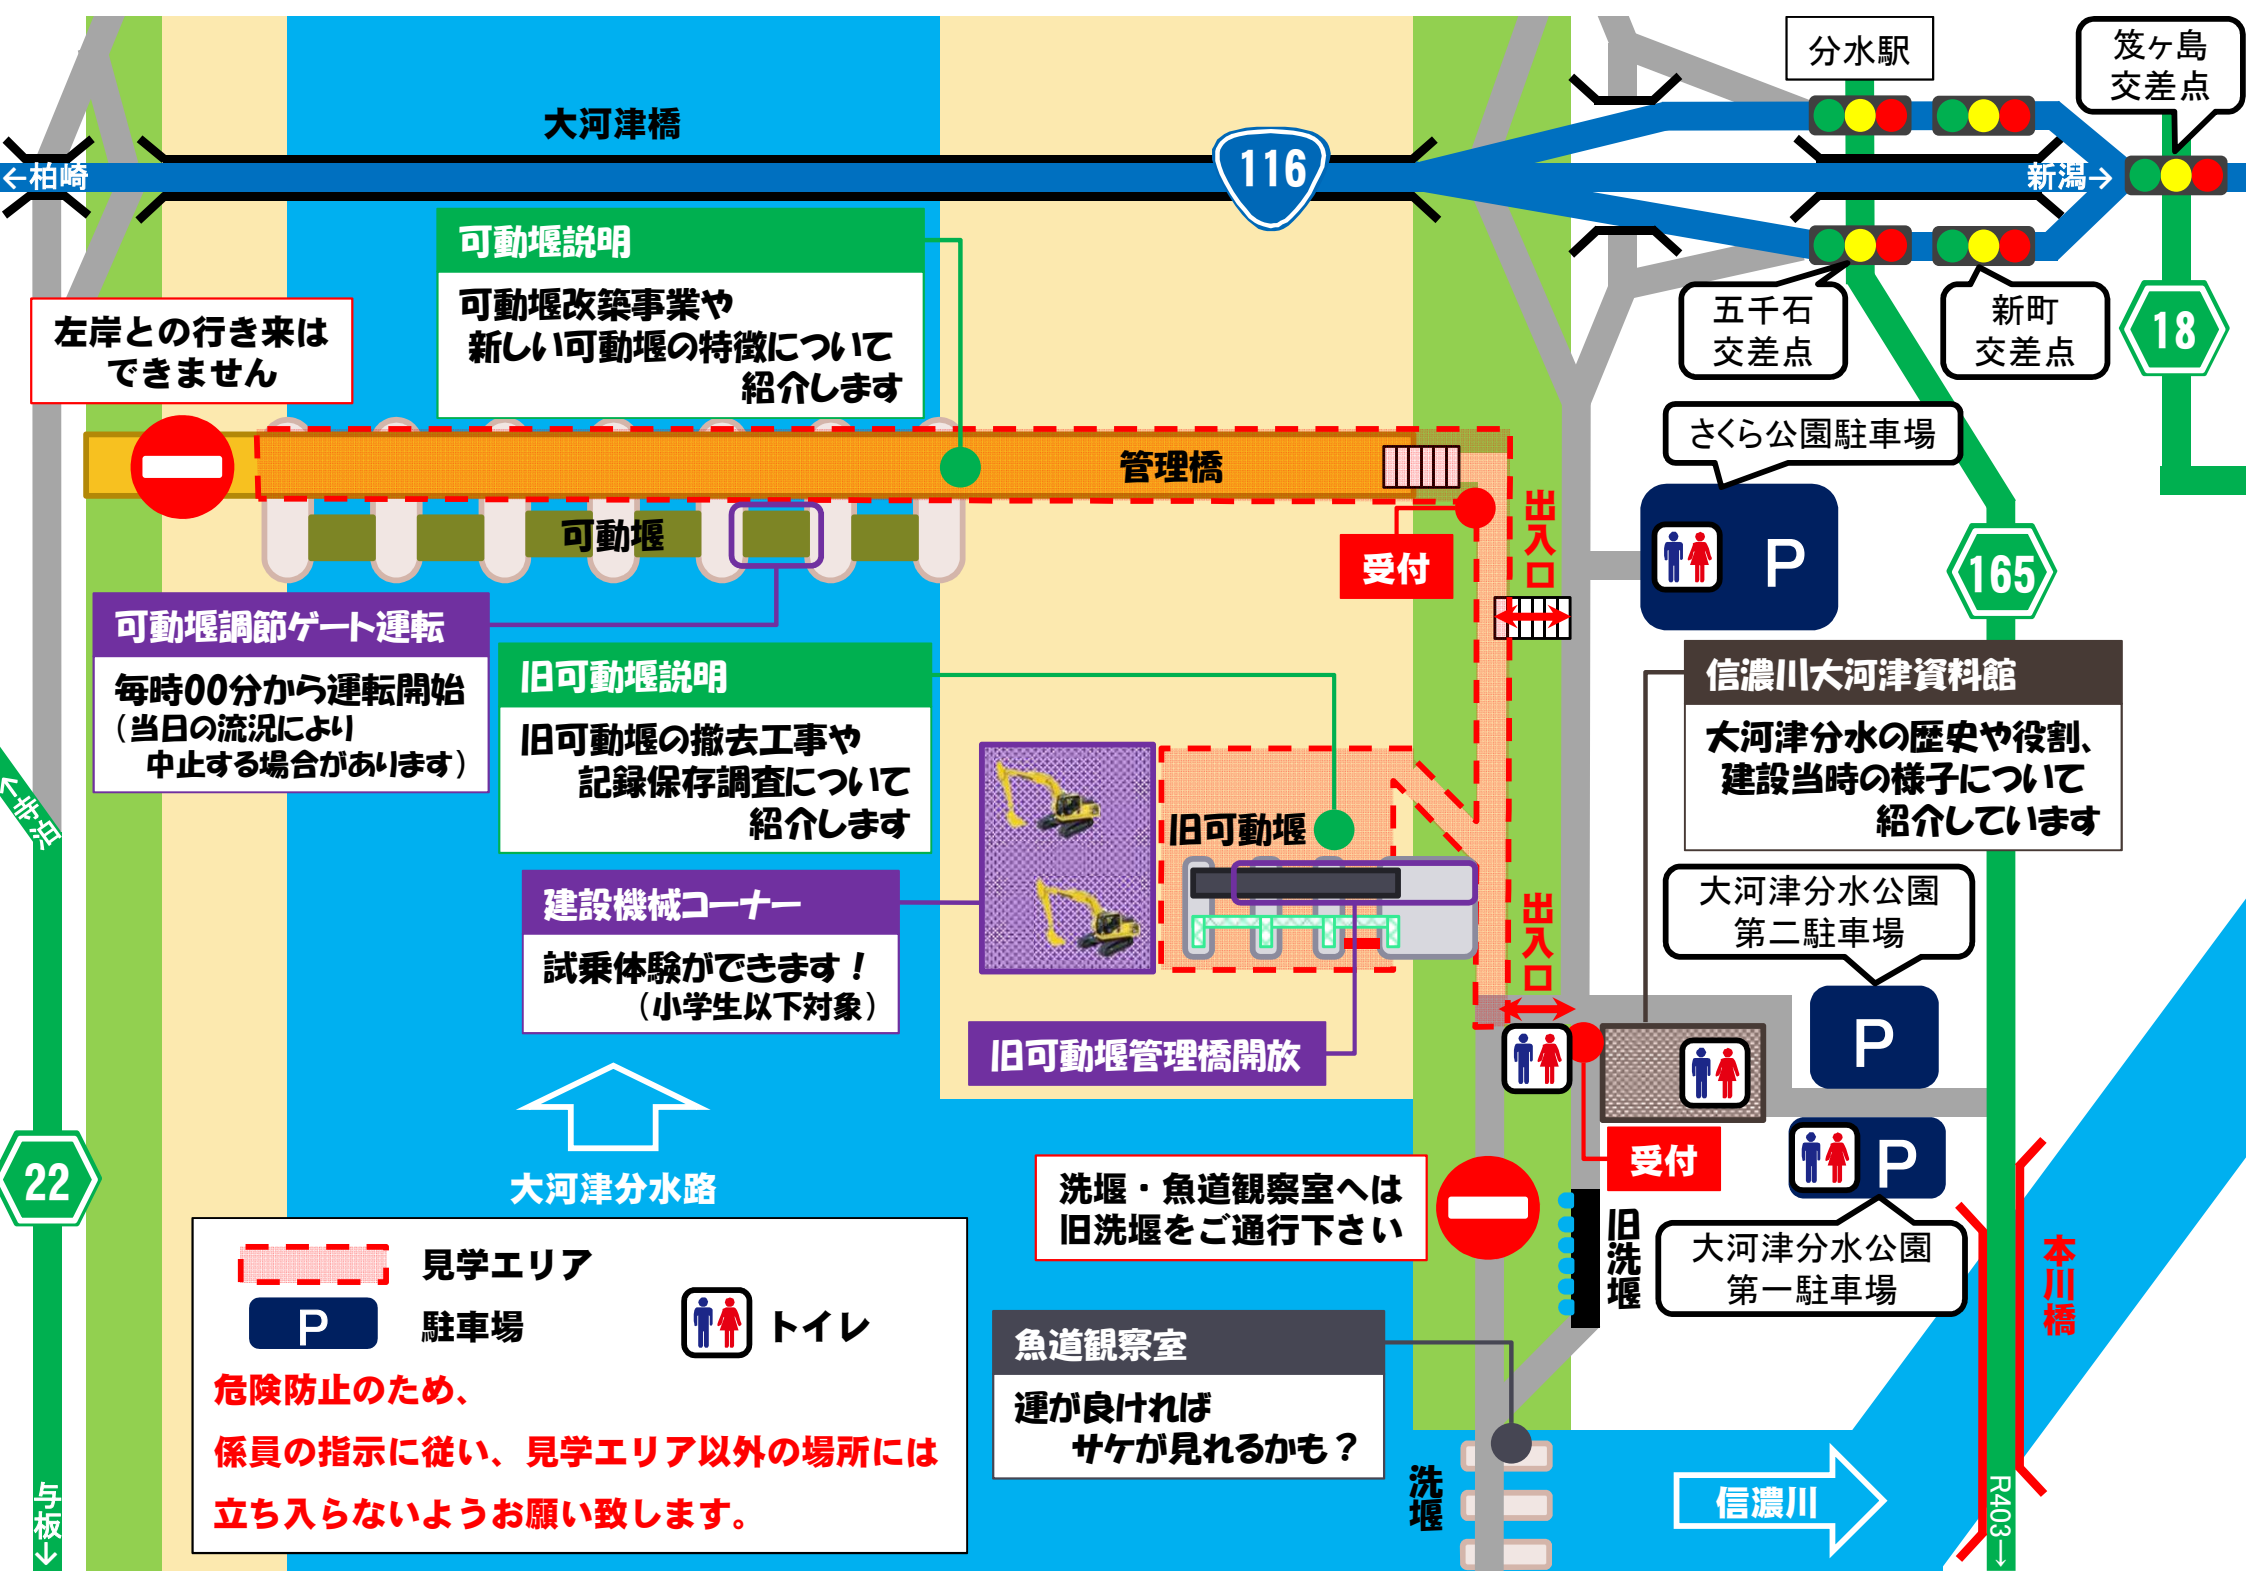 分水駅
笈ケ島
交差点
大河津橋
116
←柏崎
新潟→
可動堰説明
可動堰改築事業や
新しい可動堰の特徴について
紹介します
左岸との行き来は
できません
五千石
交差点
新町
交差点
18
さくら公園駐車場
管理橋
可動堰
受付
出入口
P
165
可動堰調節ゲート運転
毎時00分から運転開始
(当日の流況により
中止する場合があります)
旧可動堰説明
旧可動堰の撤去工事や
記録保存調査について
紹介します
信濃川大河津資料館
大河津分水の歴史や役割、
建設当時の様子について
紹介しています
←寺泊
旧可動堰
建設機械コーナー
試乗体験ができます!
(小学生以下対象)
出入口
大河津分水公園
第二駐車場
P
旧可動堰管理橋開放
22
大河津分水路
受付
P
洗堰・魚道観察室へは
旧洗堰をご通行下さい
旧洗堰
大河津分水公園
第一駐車場
本川橋
見学エリア
P
駐車場
トイレ
危険防止のため、
係員の指示に従い、見学エリア以外の場所には
立ち入らないようお願い致します。
魚道観察室
運が良ければ
サケが見れるかも?
洗堰
信濃川
与板→
R403→